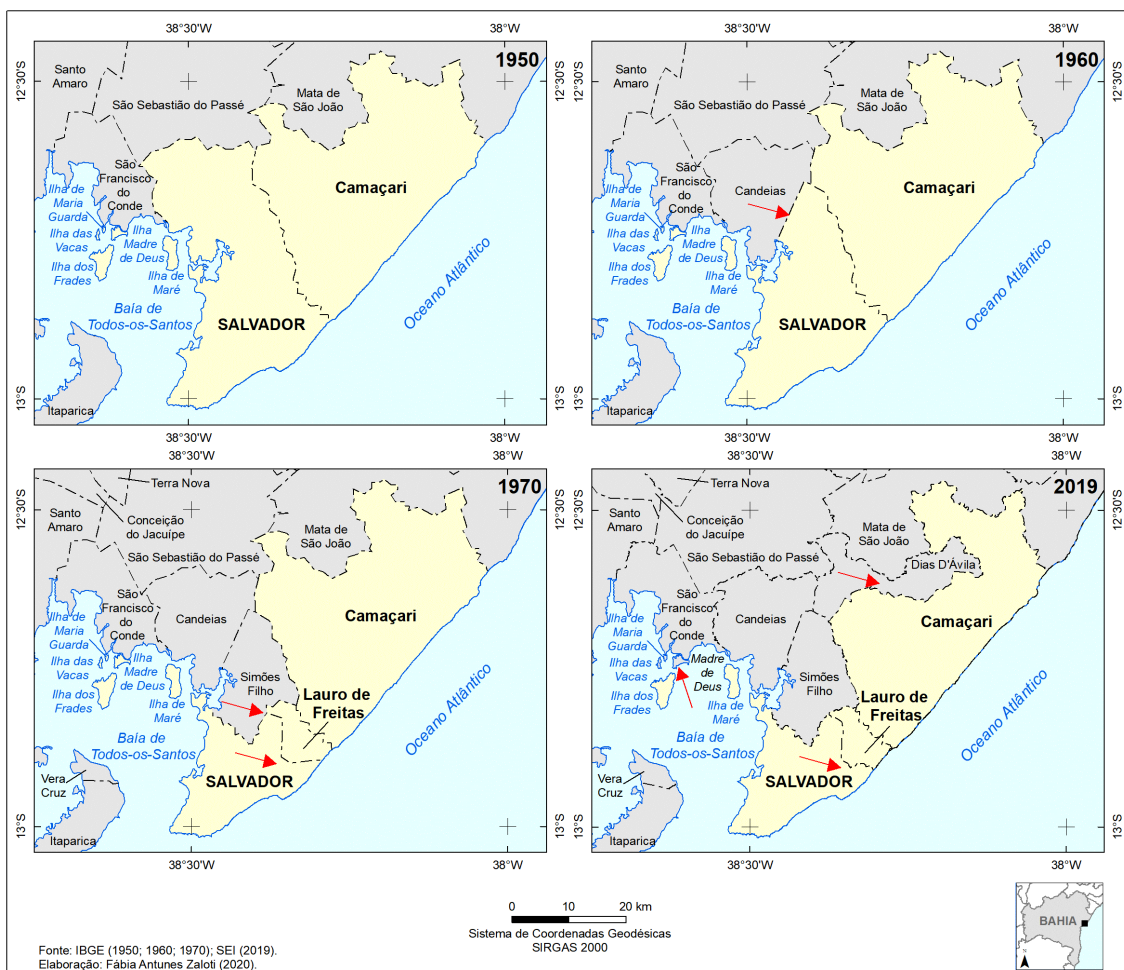 38°30'W
38°W
38°30'W
38°W
1950
12°30'S
13°S
Santo
Amaro
São Sebastião do Passé
Mata de
São João
São
Francisco
do
Conde
Camaçari
Ilha de
Maria
Guarda
Ilha das
Vacas
Ilha dos
Frades
Ilha
Madre
de Deus
Ilha de
Maré
Baía de
Todos-os-Santos
SALVADOR
Oceano Atlântico
Itaparica
38°30'W
38°W
1960
12°30'S
12°30'S
13°S
13°S
Santo
Amaro
São Sebastião do Passé
Mata de
São João
São
Francisco
do
Conde
Candeias
Camaçari
Ilha de
Maria
Guarda
Ilha das
Vacas
Ilha dos
Frades
Ilha
Madre
de Deus
Ilha de
Maré
Baía de
Todos-os-Santos
SALVADOR
Oceano Atlântico
Itaparica
38°30'W
38°W
1970
12°30'S
13°S
Terra Nova
Santo
Amaro
Conceição
do Jacuípe
São Sebastião do Passé
Mata de
São João
São
Francisco
do
Conde
Candeias
Camaçari
Ilha de
Maria
Guarda
Ilha das
Vacas
Ilha dos
Frades
Ilha
Madre
de Deus
Ilha de
Maré
Simões
Filho
Lauro de
Freitas
Baía de
Todos-os-Santos
SALVADOR
Oceano Atlântico
Vera
Cruz
Itaparica
38°30'W
38°W
2019
12°30'S
12°30'S
13°S
13°S
Terra Nova
Santo
Amaro
Conceição
do Jacuípe
São Sebastião do Passé
Mata de
São João
Dias D'Ávila
São
Francisco
do
Conde
Candeias
Camaçari
Ilha de
Maria
Guarda
Ilha das
Vacas
Ilha dos
Frades
Madre
de
Deus
Ilha de
Maré
Simões
Filho
Lauro de
Freitas
Baía de
Todos-os-Santos
SALVADOR
Oceano Atlântico
Vera
Cruz
Itaparica
38°30'W
38°W
0 10 20 km
Sistema de Coordenadas Geodésicas
SIRGAS 2000
BAHIA
N
Fonte: IBGE (1950; 1960; 1970); SEI (2019).
Elaboração: Fábia Antunes Zaloti (2020).